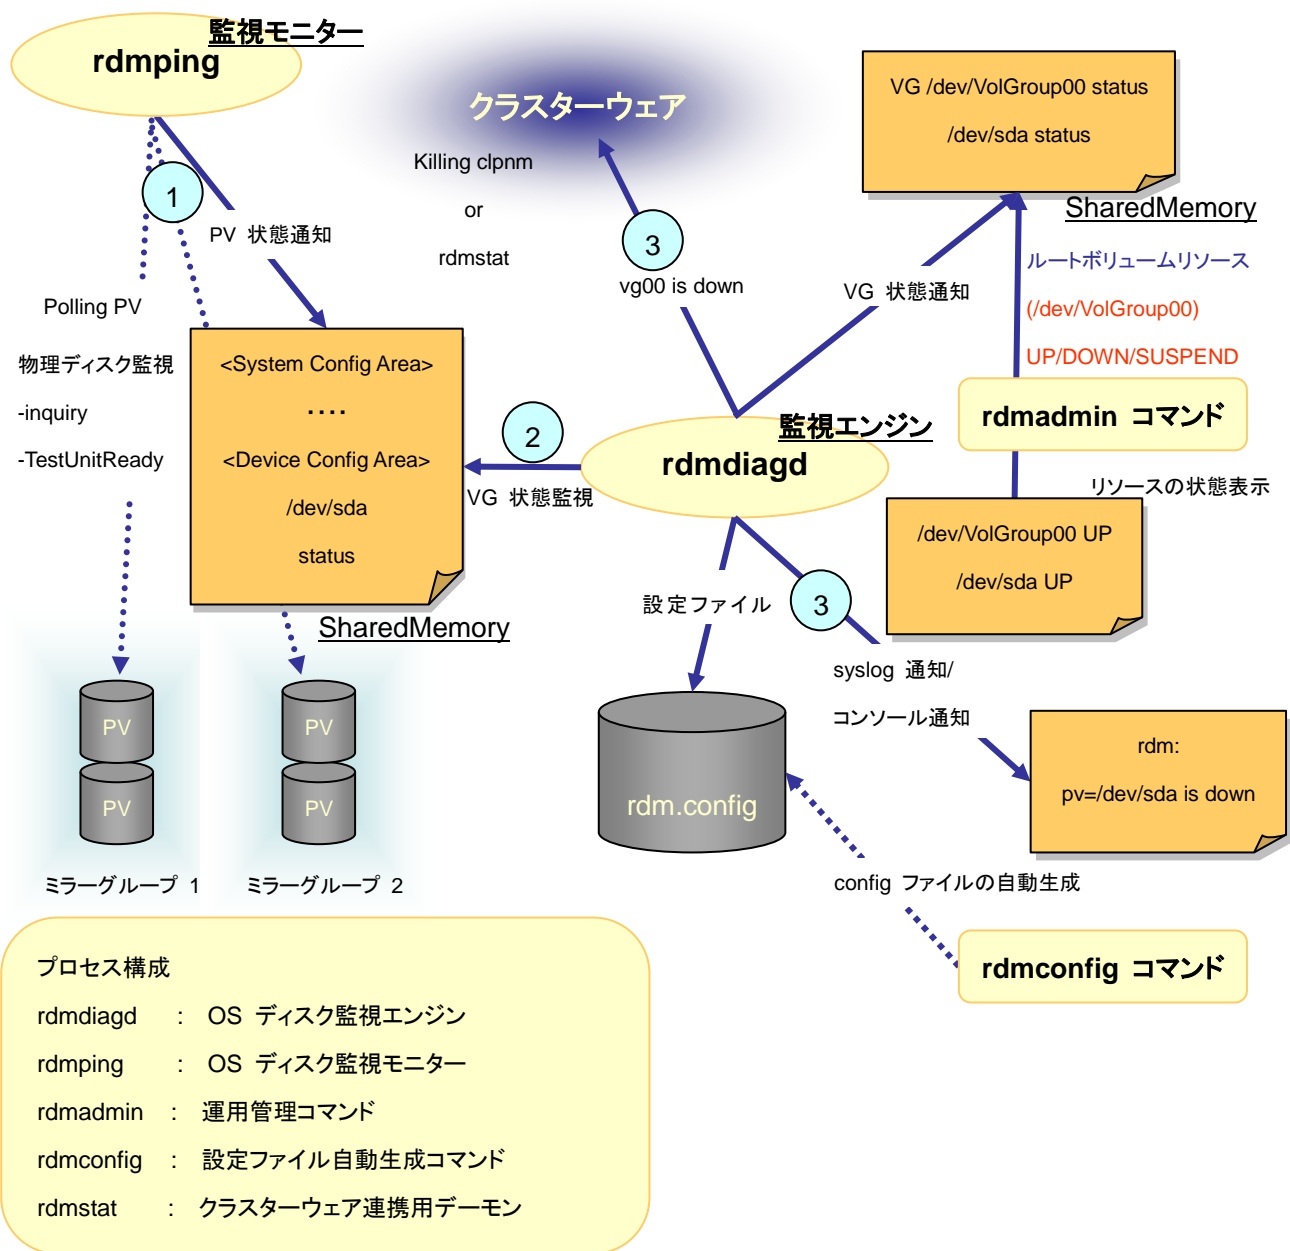 監視モニター
rdmping
クラスターウェア
Killing clpnm
or
rdmstat
VG /dev/VolGroup00 status
/dev/sda status
SharedMemory
1
PV 状態通知
3
vg00 is down
VG 状態通知
ルートボリュームリソース
(/dev/VolGroup00)
UP/DOWN/SUSPEND
Polling PV
物理ディスク監視
-inquiry
-TestUnitReady
<System Config Area>
....
<Device Config Area>
/dev/sda
status
SharedMemory
2
VG 状態監視
監視エンジン
rdmdiagd
rdmadmin コマンド
リソースの状態表示
/dev/VolGroup00 UP
/dev/sda UP
設定ファイル
3
syslog 通知/
コンソール通知
rdm:
pv=/dev/sda is down
PV
PV
PV
PV
rdm.config
ミラーグループ 1
ミラーグループ 2
config ファイルの自動生成
rdmconfig コマンド
プロセス構成
rdmdiagd : OS ディスク監視エンジン
rdmping : OS ディスク監視モニター
rdmadmin : 運用管理コマンド
rdmconfig : 設定ファイル自動生成コマンド
rdmstat : クラスターウェア連携用デーモン